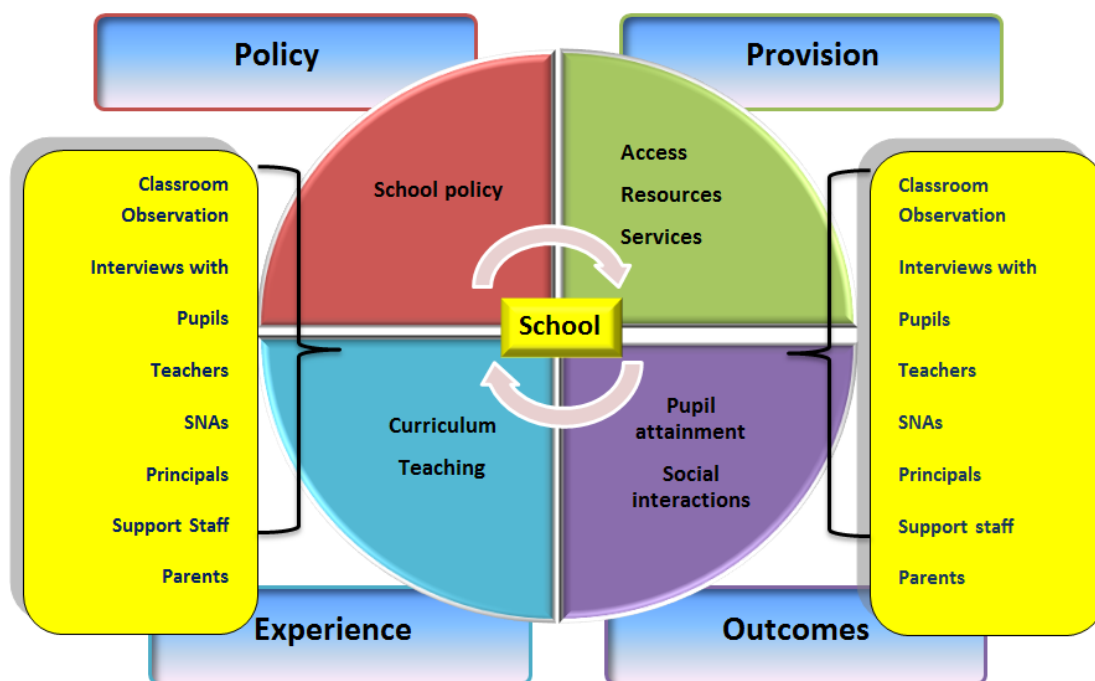 Policy
Provision
Classroom
Observation
Interviews with
Pupils
Teachers
SNAs
Principals
Support Staff
Parents
School policy
Access
Resources
Services
School
Curriculum
Teaching
Pupil
attainment
Social
interactions
Classroom
Observation
Interviews with
Pupils
Teachers
SNAs
Principals
Support staff
Parents
Experience
Outcomes